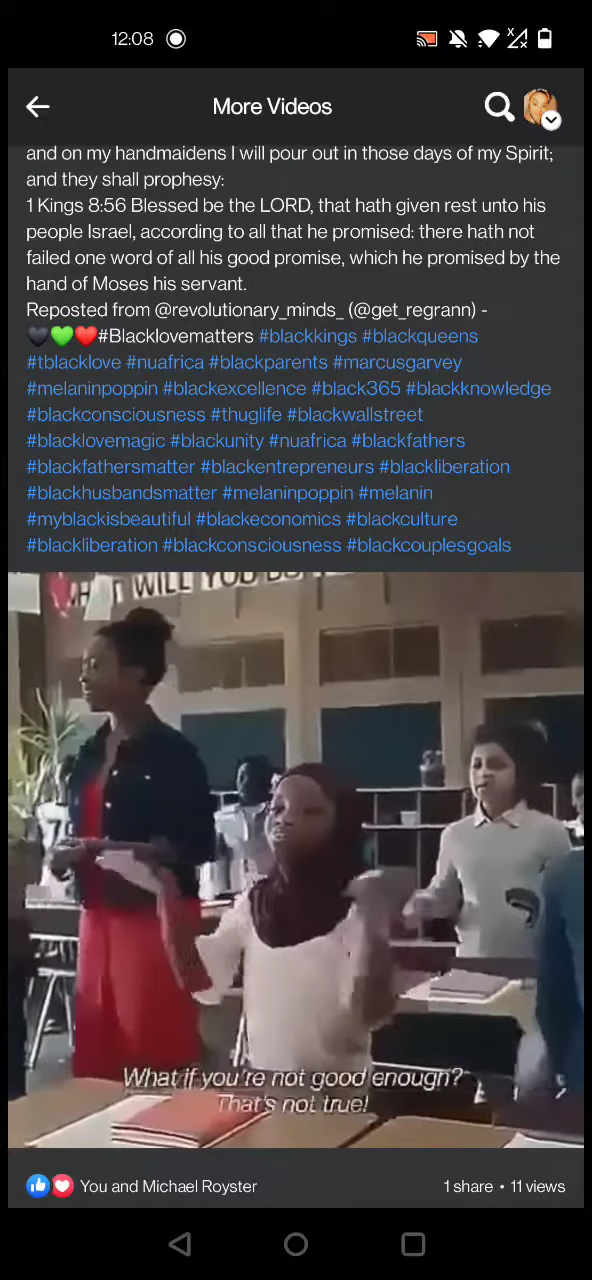 12:08
More Videos
and on my handmaidens I will pour out in those days of my Spirit;
and they shall prophesy:
1 Kings 8:56 Blessed be the LORD, that hath given rest unto his
people Israel, according to all that he promised: there hath not
failed one word of all his good promise, which he promised by the
hand of Moses his servant.
Reposted from @revolutionary_minds_ (@get_regrann) -
🖤💚❤️#Blacklovematters #blackkings #blackqueens
#tblacklove #nuafrica #blackparents #marcusgarvey
#melaninpoppin #blackexcellence #black365 #blackknowledge
#blackconsciousness #thuglife #blackwallstreet
#blacklovemagic #blackunity #nuafrica #blackfathers
#blackfathersmatter #blackentrepreneurs #blackliberation
#blackhusbandsmatter #melaninpoppin #melanin
#myblackisbeautiful #blackeconomics #blackculture
#blackliberation #blackconsciousness #blackcouplesgoals
WILL YOU
What if you're not good enough?
That's not true!
You and Michael Royster
1 share • 11 views